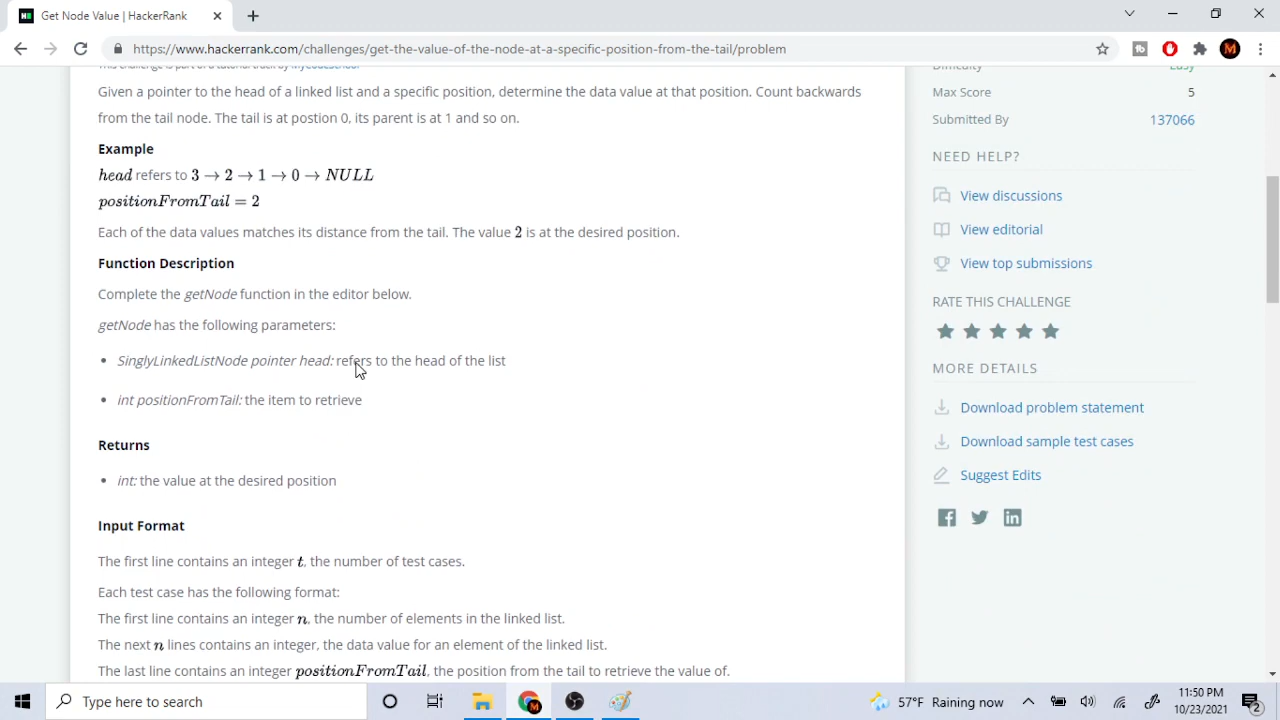 Get Node Value | HackerRank
https://www.hackerrank.com/challenges/get-the-value-of-the-node-at-a-specific-position-from-the-tail/problem
This challenge is part of a tutorial track by MyCodeSchool
Given a pointer to the head of a linked list and a specific position, determine the data value at that position. Count backwards
from the tail node. The tail is at postion 0, its parent is at 1 and so on.
Example
head refers to 3 → 2 → 1 → 0 → NULL
positionFromTail = 2
Each of the data values matches its distance from the tail. The value 2 is at the desired position.
Function Description
Complete the getNode function in the editor below.
getNode has the following parameters:
• SinglyLinkedListNode pointer head: refers to the head of the list
• int positionFromTail: the item to retrieve
Returns
• int: the value at the desired position
Input Format
The first line contains an integer t, the number of test cases.
Each test case has the following format:
The first line contains an integer n, the number of elements in the linked list.
The next n lines contains an integer, the data value for an element of the linked list.
The last line contains an integer positionFromTail, the position from the tail to retrieve the value of.
Difficulty Easy
Max Score 5
Submitted By 137066
NEED HELP?
View discussions
View editorial
View top submissions
RATE THIS CHALLENGE
MORE DETAILS
Download problem statement
Download sample test cases
Suggest Edits
Type here to search
57°F Raining now
11:50 PM
10/23/2021
2